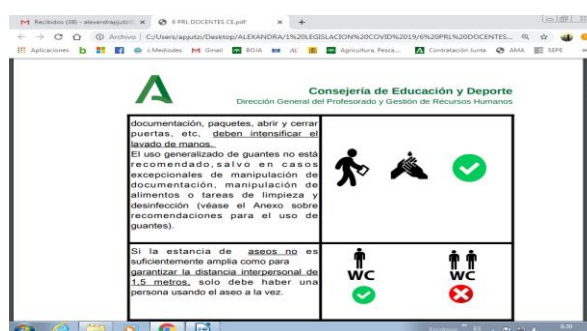 Recibidos (38) - alexandrapjutzi
6 PRL DOCENTES CE.pdf
Archivo | C:/Users/apjutzi/Desktop/ALEXANDRA/1%20LEGISLACION%20COVID%2019/6%20PRL%20DOCENTES...
Aplicaciones cMediodes Gmail BOJA Agricultura, Pesca,... Contratación Junta AMA SEPE
Consejería de Educación y Deporte
Dirección General del Profesorado y Gestión de Recursos Humanos
documentación, paquetes, abrir y cerrar
puertas, etc, deben intensificar el
lavado de manos.
El uso generalizado de guantes no está
recomendado, salvo en casos
excepcionales de manipulación de
documentación, manipulación de
alimentos o tareas de limpieza y
desinfección (véase el Anexo sobre
recomendaciones para el uso de
guantes).
Si la estancia de aseos no es
suficientemente amplia como para
garantizar la distancia interpersonal de
1,5 metros, solo debe haber una
persona usando el aseo a la vez.
WC WC